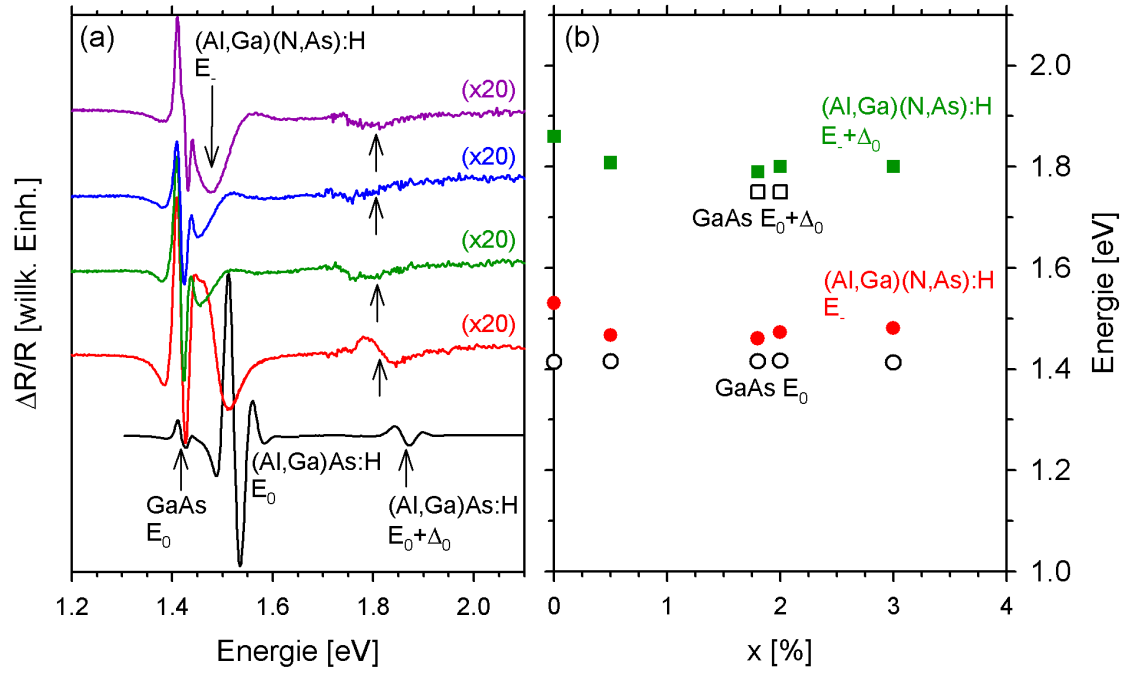 (a)
(Al,Ga)(N,As):H
E₋
(x20)
(x20)
(x20)
(x20)
(Al,Ga)As:H
E₀
GaAs
E₀
(Al,Ga)As:H
E₀+Δ₀
ΔR/R [willk. Einh.]
1.2 1.4 1.6 1.8 2.0
Energie [eV]
(b)
(Al,Ga)(N,As):H
E₋+Δ₀
GaAs E₀+Δ₀
(Al,Ga)(N,As):H
E₋
GaAs E₀
2.0
1.8
1.6
1.4
1.2
1.0
Energie [eV]
0 1 2 3 4
x [%]